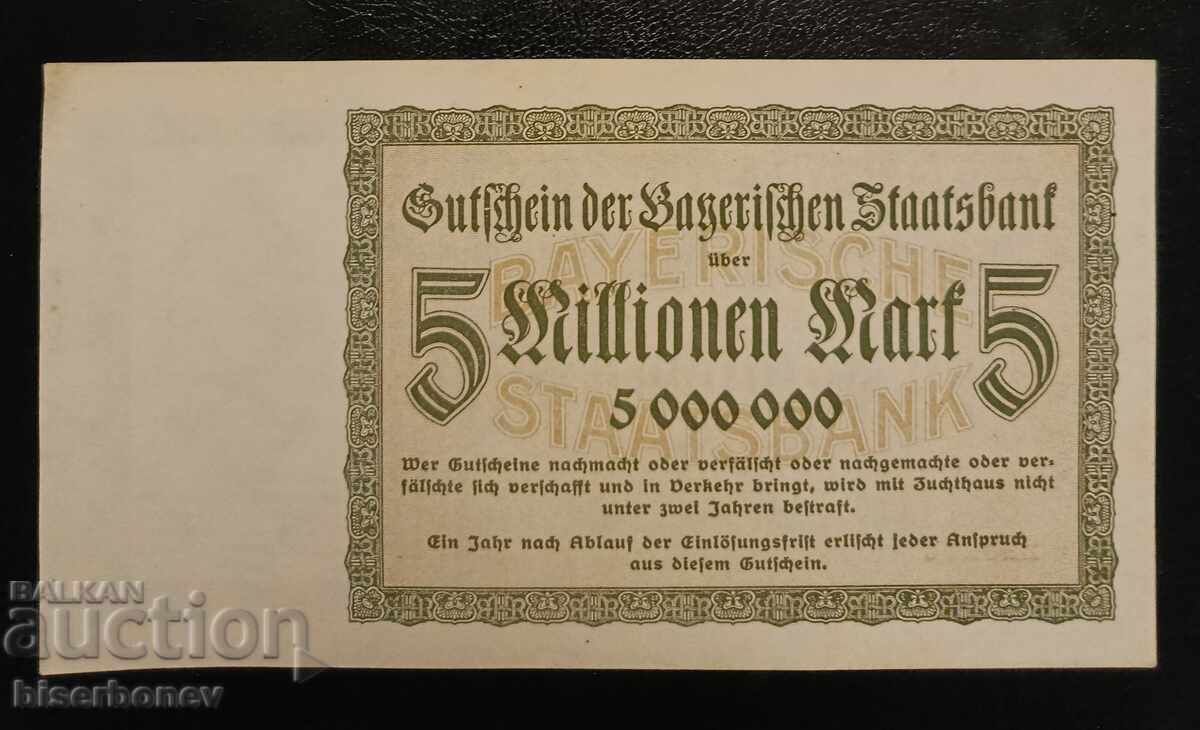 Gutschein der Bayerischen Staatsbank
über
5 Millionen Mark 5
5 000 000
BAYERISCHE
STAATSBANK
Wer Gutscheine nachmacht oder verfälscht oder nachgemachte oder ver=
fälschte sich verschafft und in Verkehr bringt, wird mit Zuchthaus nicht
unter zwei Jahren bestraft.
Ein Jahr nach Ablauf der Einlösungsfrist erlischt jeder Anspruch
aus diesem Gutschein.
BALKAN
auction
biserbonev